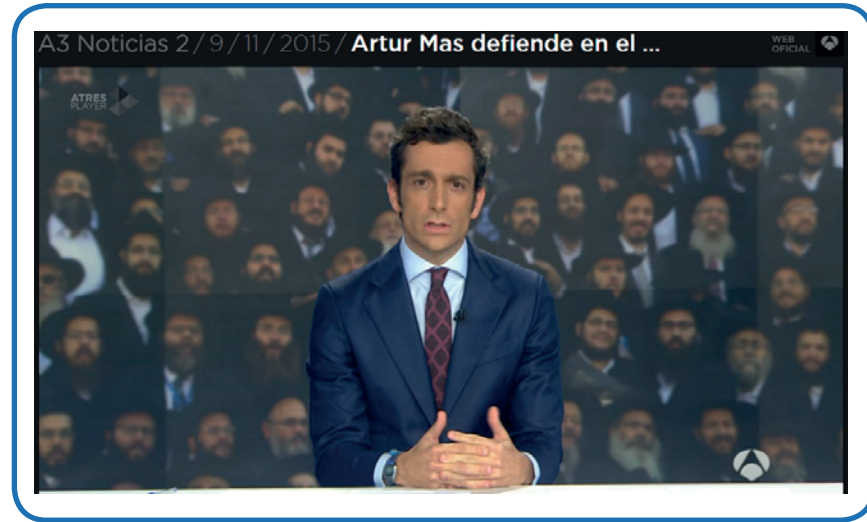 A3 Noticias 2/9/11/2015/Artur Mas defiende en el ...
WEB
OFICIAL
ATRES
PLAYER